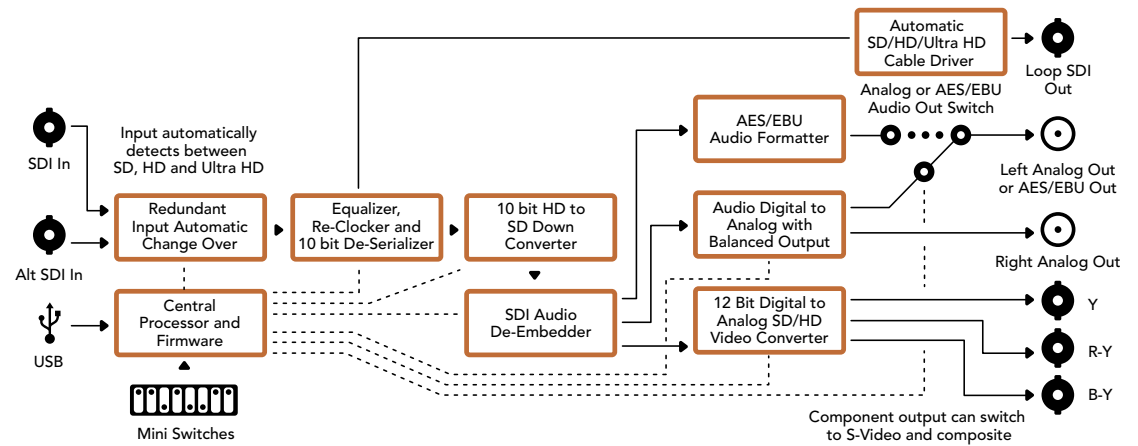 Automatic
SD/HD/Ultra HD
Cable Driver
Loop SDI
Out
Analog or AES/EBU
Audio Out Switch
SDI In
Input automatically
detects between
SD, HD and Ultra HD
AES/EBU
Audio Formatter
Left Analog Out
or AES/EBU Out
Redundant
Input Automatic
Change Over
Equalizer,
Re-Clocker and
10 bit De-Serializer
10 bit HD to
SD Down
Converter
Audio Digital to
Analog with
Balanced Output
Alt SDI In
Right Analog Out
Central
Processor and
Firmware
SDI Audio
De-Embedder
12 Bit Digital to
Analog SD/HD
Video Converter
Y
USB
R-Y
B-Y
Mini Switches
Component output can switch
to S-Video and composite